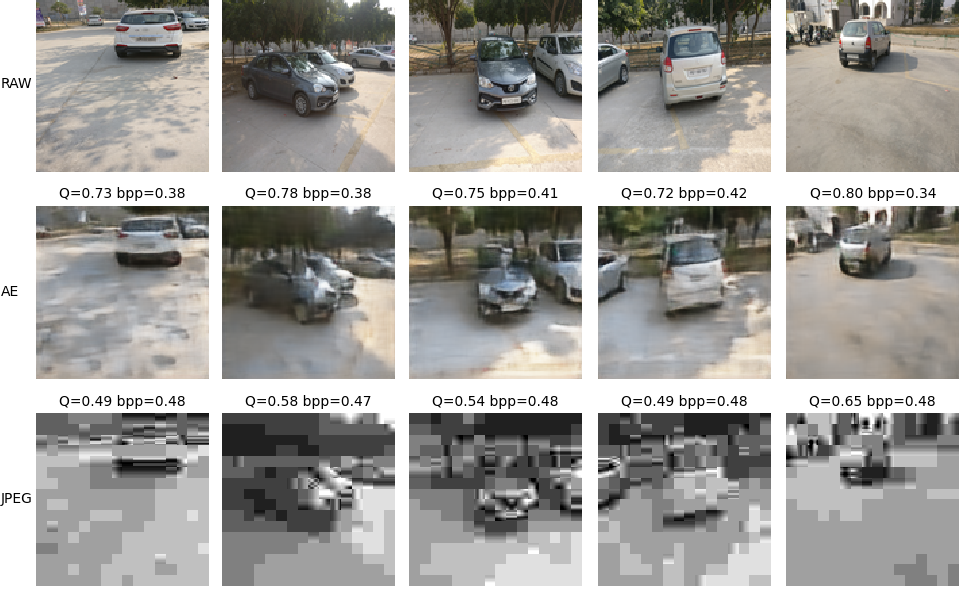 RAW
Q=0.73 bpp=0.38
Q=0.78 bpp=0.38
Q=0.75 bpp=0.41
Q=0.72 bpp=0.42
Q=0.80 bpp=0.34
AE
Q=0.49 bpp=0.48
Q=0.58 bpp=0.47
Q=0.54 bpp=0.48
Q=0.49 bpp=0.48
Q=0.65 bpp=0.48
JPEG